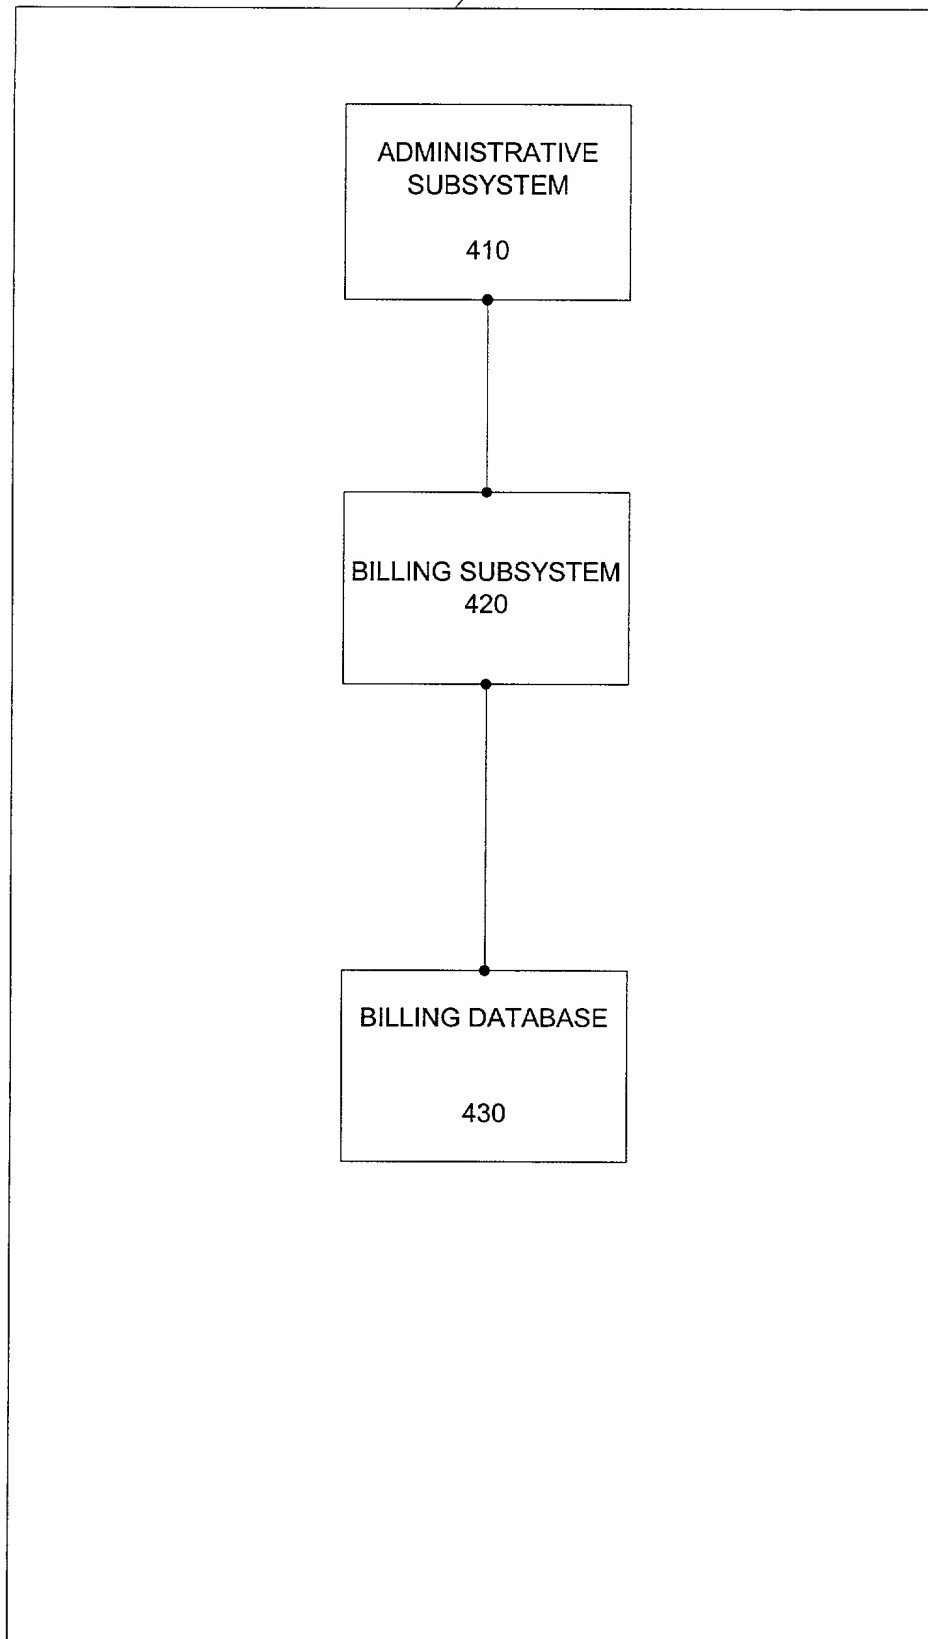 ADMINISTRATIVE
SUBSYSTEM
410
BILLING SUBSYSTEM
420
BILLING DATABASE
430